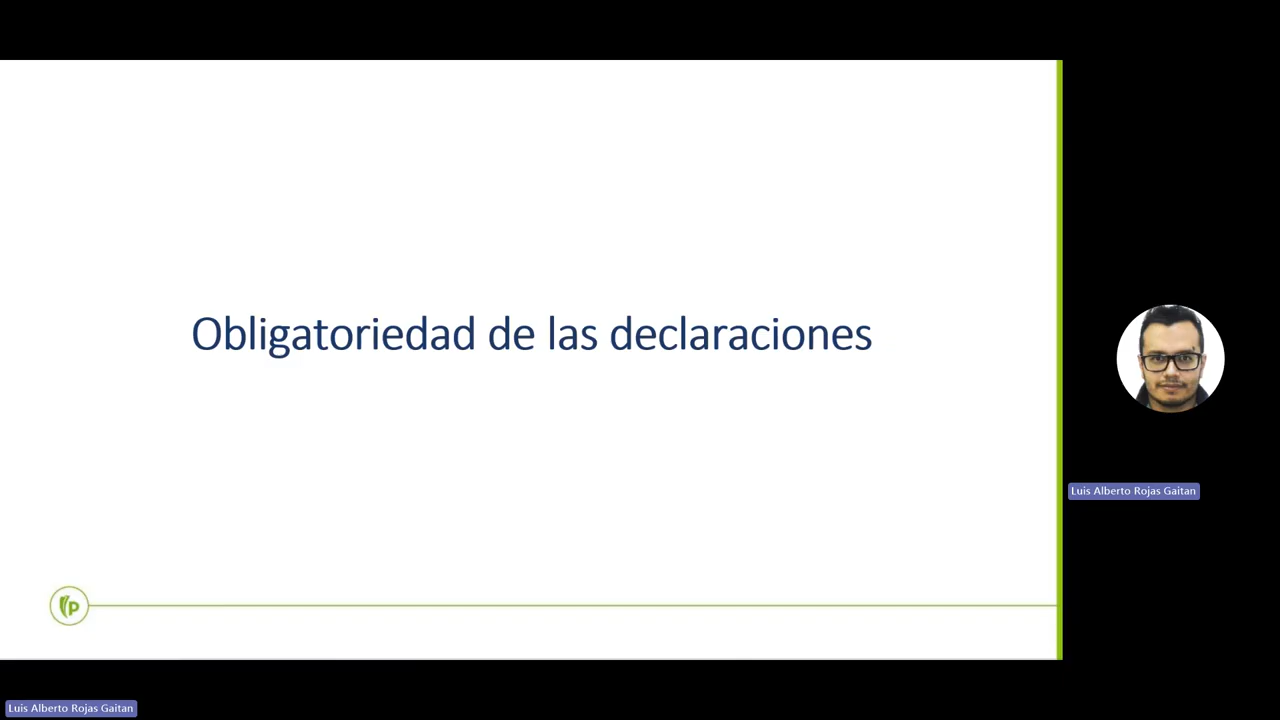 Obligatoriedad de las declaraciones
Luis Alberto Rojas Gaitan
P
Luis Alberto Rojas Gaitan